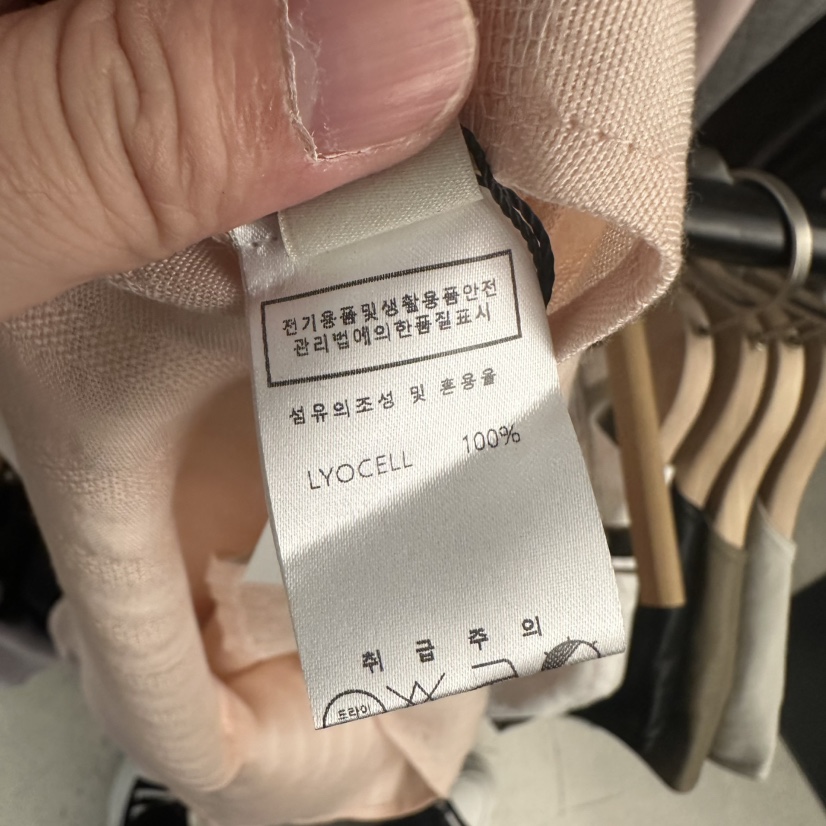 전기용품및생활용품안전
관리법에의한품질표시
섬유의조성 및 혼용율
LYOCELL 100%
취급주의
드라이